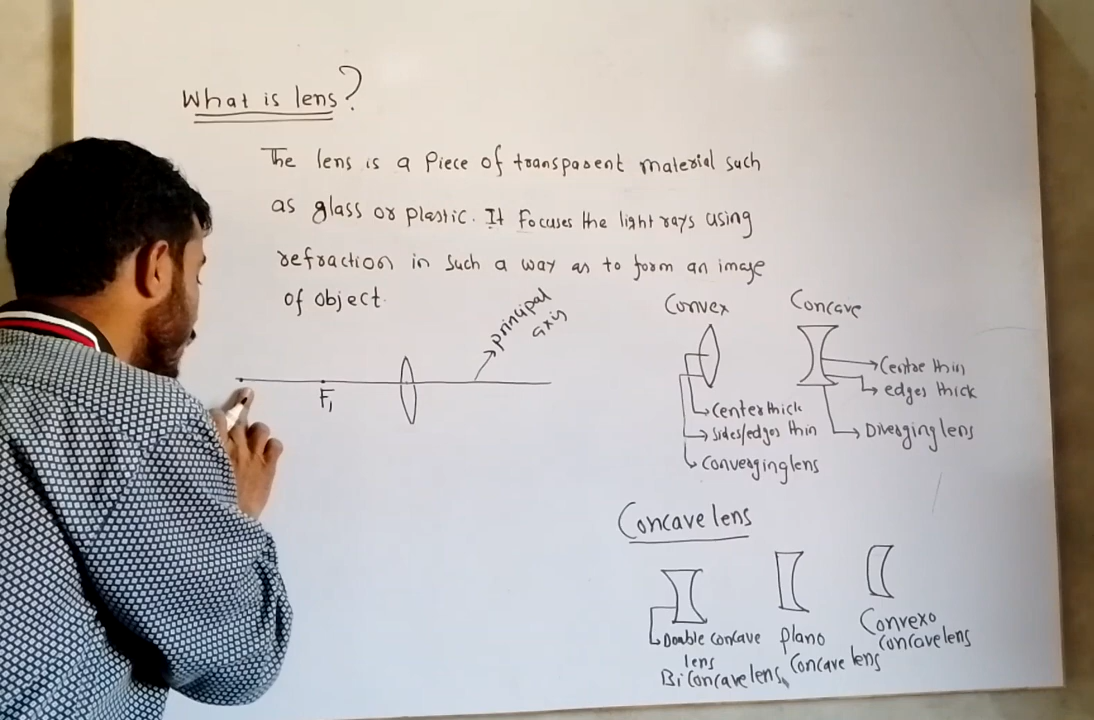 What is lens?
The lens is a Piece of transparent material such
as glass or plastic. It Focuses the light rays using
refraction in such a way as to form an image
of object.
principal
axis
F₁
Convex
Center thick
Sides/edges thin
Converging lens
Concave
Centre thin
edges thick
Diverging lens
Concave lens
Double concave
lens
Bi Concave lens
Plano
Concave lens
Convexo
Concave lens